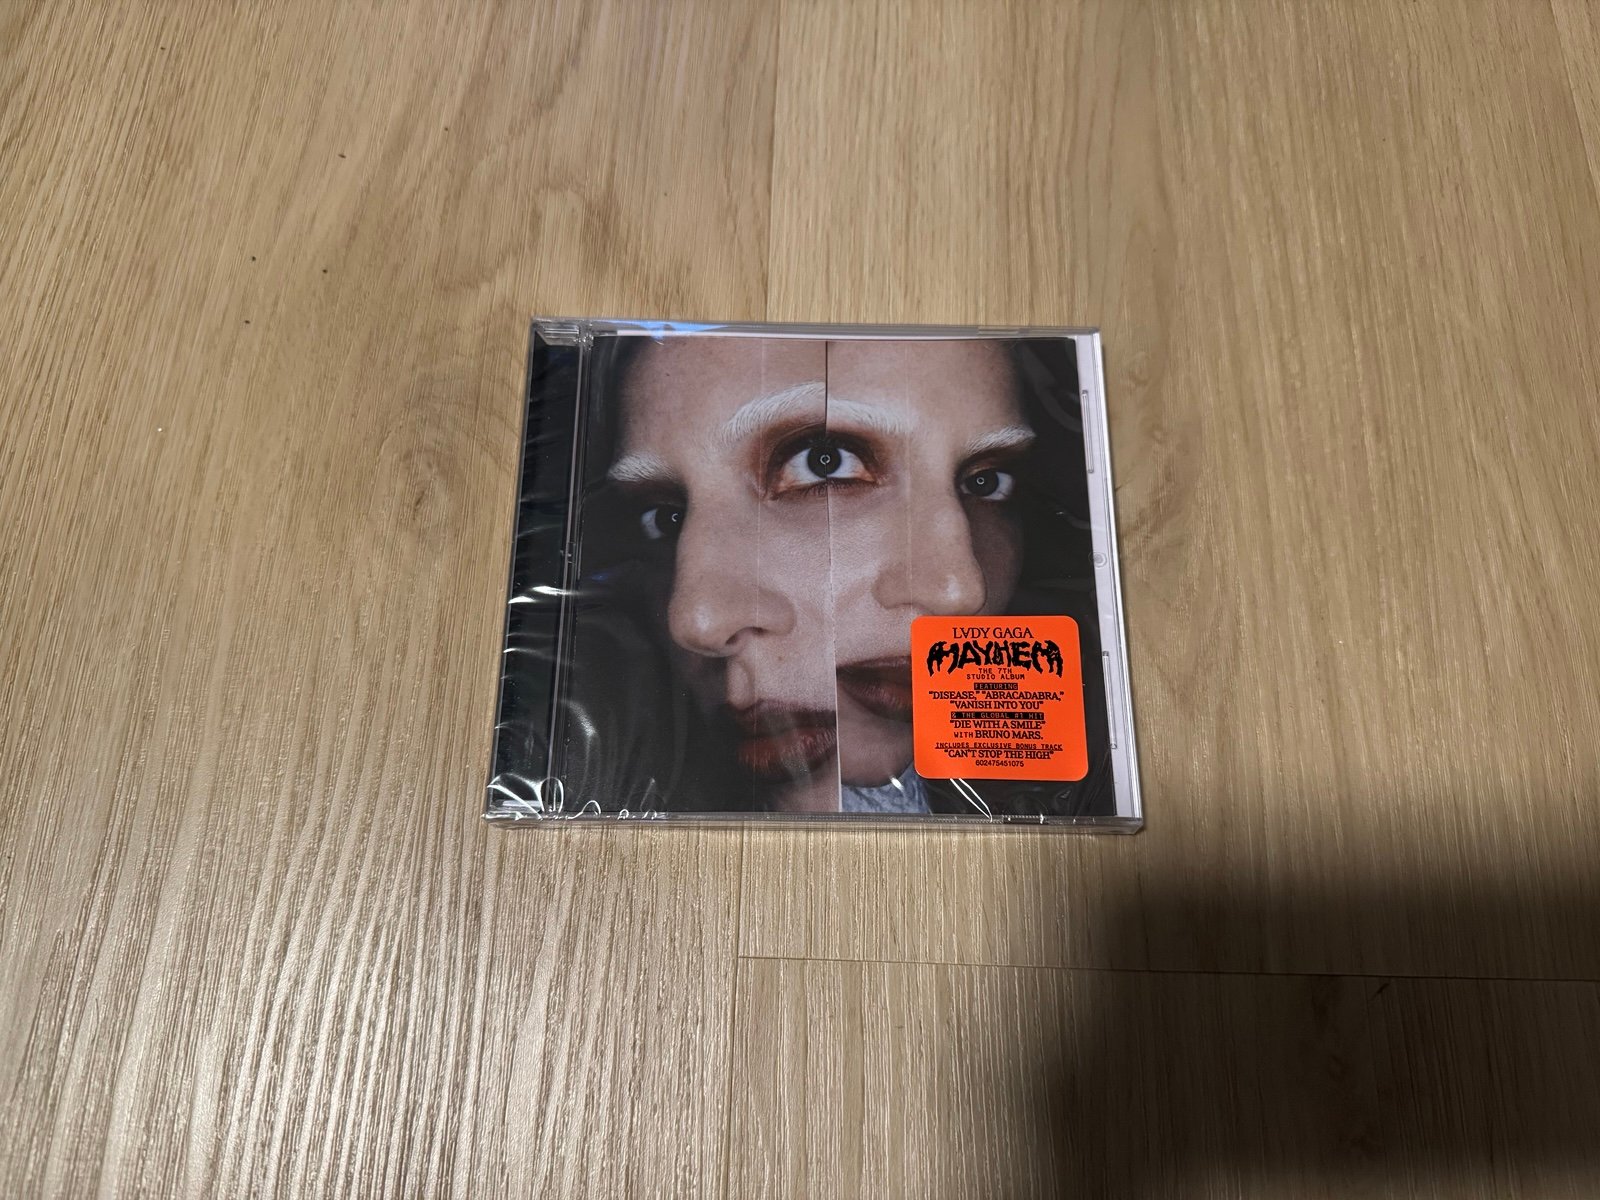 LVDY GAGA
MAYHEM
THE 7TH
STUDIO ALBUM
FEATURING
"DISEASE," "ABRACADABRA,"
"VANISH INTO YOU"
& THE GLOBAL #1 HIT
"DIE WITH A SMILE"
WITH BRUNO MARS.
INCLUDES EXCLUSIVE BONUS TRACK
"CAN'T STOP THE HIGH"
602475451075